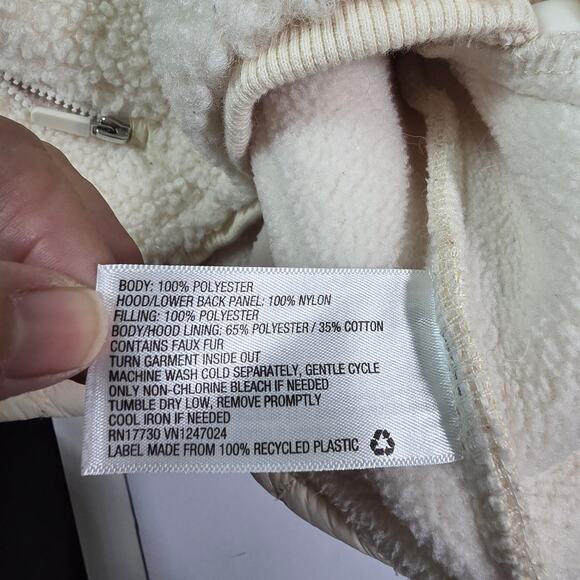 BODY: 100% POLYESTER
HOOD/LOWER BACK PANEL: 100% NYLON
FILLING: 100% POLYESTER
BODY/HOOD LINING: 65% POLYESTER / 35% COTTON
CONTAINS FAUX FUR
TURN GARMENT INSIDE OUT
MACHINE WASH COLD SEPARATELY, GENTLE CYCLE
ONLY NON-CHLORINE BLEACH IF NEEDED
TUMBLE DRY LOW, REMOVE PROMPTLY
COOL IRON IF NEEDED
RN17730 VN1247024
LABEL MADE FROM 100% RECYCLED PLASTIC